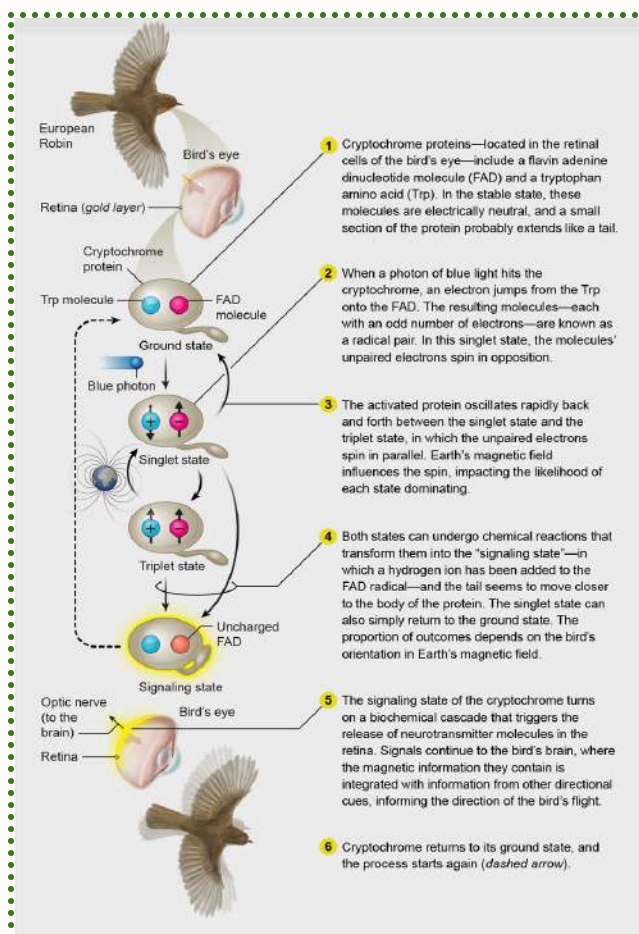 European
Robin
Bird's eye
Retina (gold layer)
Cryptochrome
protein
Trp molecule
FAD
molecule
Ground state
Blue photon
Singlet state
Triplet state
Uncharged
FAD
Signaling state
Optic nerve
(to the
brain)
Bird's eye
Retina
1 Cryptochrome proteins—located in the retinal
cells of the bird's eye—include a flavin adenine
dinucleotide molecule (FAD) and a tryptophan
amino acid (Trp). In the stable state, these
molecules are electrically neutral, and a small
section of the protein probably extends like a tail.
2 When a photon of blue light hits the
cryptochrome, an electron jumps from the Trp
onto the FAD. The resulting molecules—each
with an odd number of electrons—are known as
a radical pair. In this singlet state, the molecules'
unpaired electrons spin in opposition.
3 The activated protein oscillates rapidly back
and forth between the singlet state and the
triplet state, in which the unpaired electrons
spin in parallel. Earth's magnetic field
influences the spin, impacting the likelihood of
each state dominating.
4 Both states can undergo chemical reactions that
transform them into the "signaling state"—in
which a hydrogen ion has been added to the
FAD radical—and the tail seems to move closer
to the body of the protein. The singlet state can
also simply return to the ground state. The
proportion of outcomes depends on the bird's
orientation in Earth's magnetic field.
5 The signaling state of the cryptochrome turns
on a biochemical cascade that triggers the
release of neurotransmitter molecules in the
retina. Signals continue to the bird's brain, where
the magnetic information they contain is
integrated with information from other directional
cues, informing the direction of the bird's flight.
6 Cryptochrome returns to its ground state, and
the process starts again (dashed arrow).